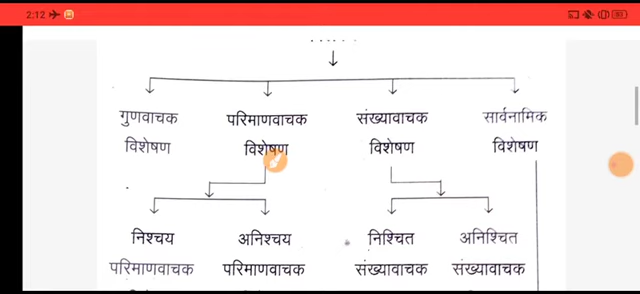 2:12
गुणवाचक परिमाणवाचक संख्यावाचक सार्वनामिक
विशेषण विशेषण विशेषण विशेषण
निश्चय अनिश्चय निश्चित अनिश्चित
परिमाणवाचक परिमाणवाचक संख्यावाचक संख्यावाचक